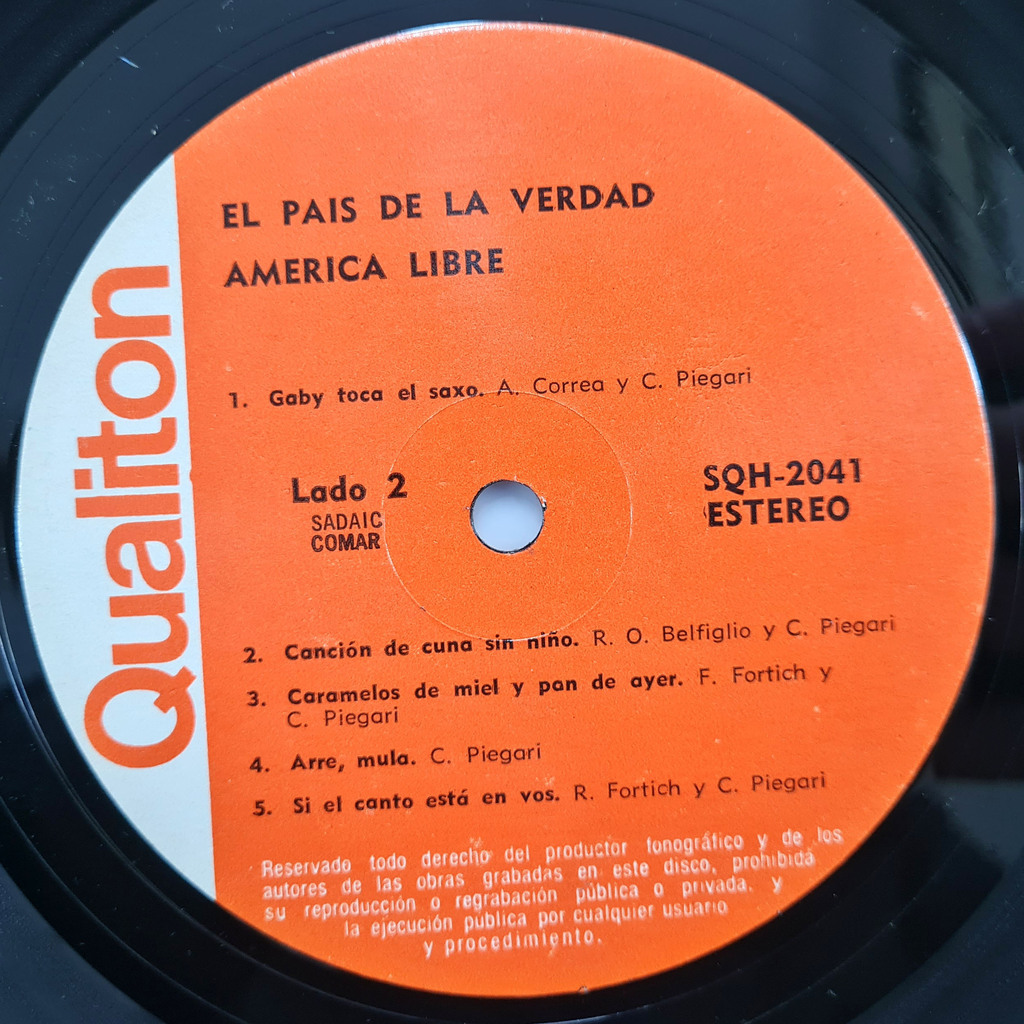 Qualiton
EL PAIS DE LA VERDAD
AMERICA LIBRE
1. Gaby toca el saxo. A. Correa y C. Piegari
Lado 2
SADAIC
COMAR
SQH-2041
ESTEREO
2. Canción de cuna sin niño. R. O. Belfiglio y C. Piegari
3. Caramelos de miel y pan de ayer. F. Fortich y
C. Piegari
4. Arre, mula. C. Piegari
5. Si el canto está en vos. R. Fortich y C. Piegari
Reservado todo derecho del productor fonográfico y de los
autores de las obras grabadas en este disco, prohibida
su reproducción o regrabación pública o privada, y
la ejecución publica por cualquier usuario
y procedimiento.